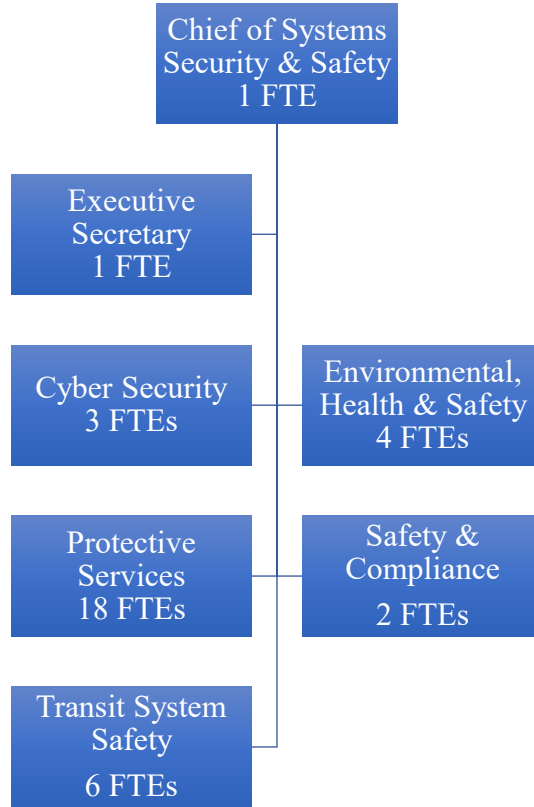 Chief of Systems
Security & Safety
1 FTE
Executive
Secretary
1 FTE
Cyber Security
3 FTEs
Environmental,
Health & Safety
4 FTEs
Protective
Services
18 FTEs
Safety &
Compliance
2 FTEs
Transit System
Safety
6 FTEs